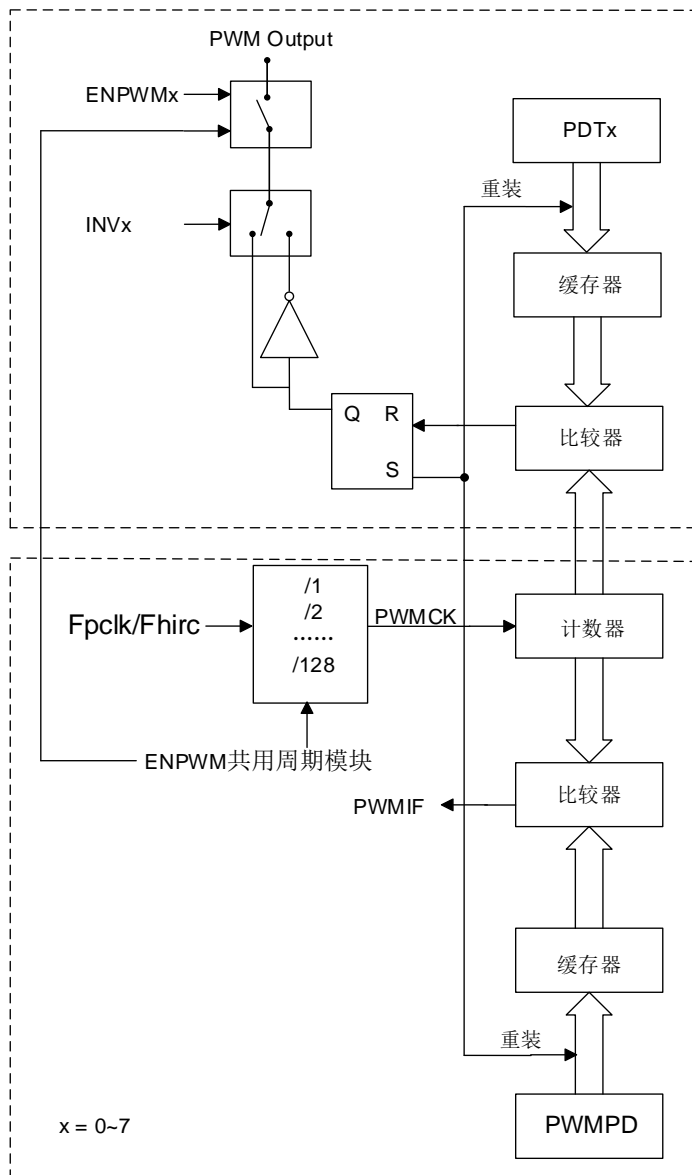 PWM Output
ENPWMx
PDTx
重装
INVx
缓存器
Q R
S
比较器
/1
/2
......
/128
Fpclk/Fhirc
PWMCK
计数器
ENPWM共用周期模块
PWMIF
比较器
缓存器
重装
PWMPD
x = 0~7